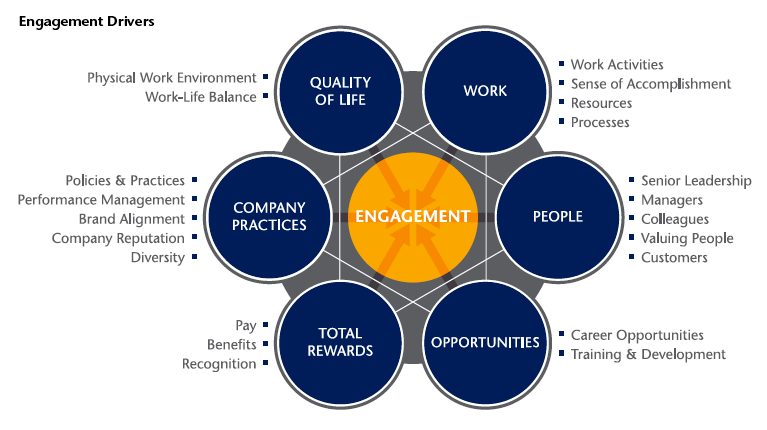 Engagement Drivers
Physical Work Environment
Work-Life Balance
QUALITY
OF LIFE
WORK
Work Activities
Sense of Accomplishment
Resources
Processes
Policies & Practices
Performance Management
Brand Alignment
Company Reputation
Diversity
COMPANY
PRACTICES
ENGAGEMENT
PEOPLE
Senior Leadership
Managers
Colleagues
Valuing People
Customers
Pay
Benefits
Recognition
TOTAL
REWARDS
OPPORTUNITIES
Career Opportunities
Training & Development